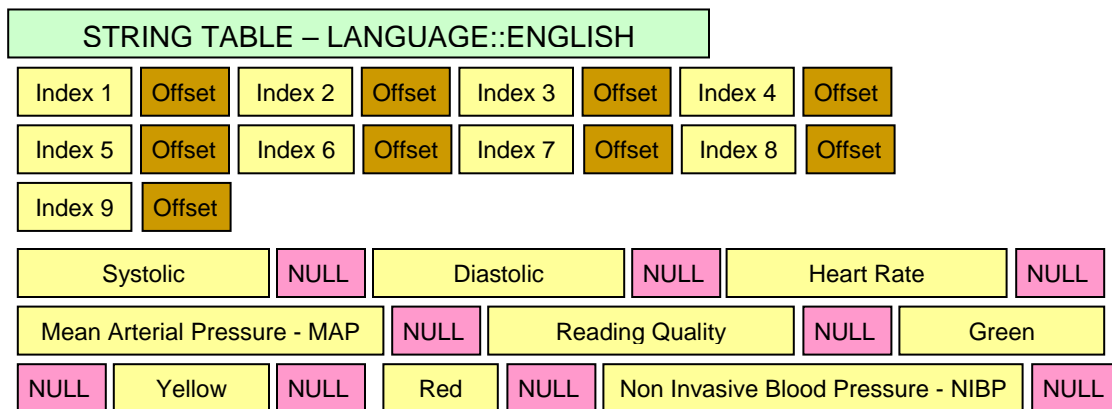 STRING TABLE – LANGUAGE::ENGLISH
Index 1 Offset Index 2 Offset Index 3 Offset Index 4 Offset
Index 5 Offset Index 6 Offset Index 7 Offset Index 8 Offset
Index 9 Offset
Systolic NULL Diastolic NULL Heart Rate NULL
Mean Arterial Pressure - MAP NULL Reading Quality NULL Green
NULL Yellow NULL Red NULL Non Invasive Blood Pressure - NIBP NULL